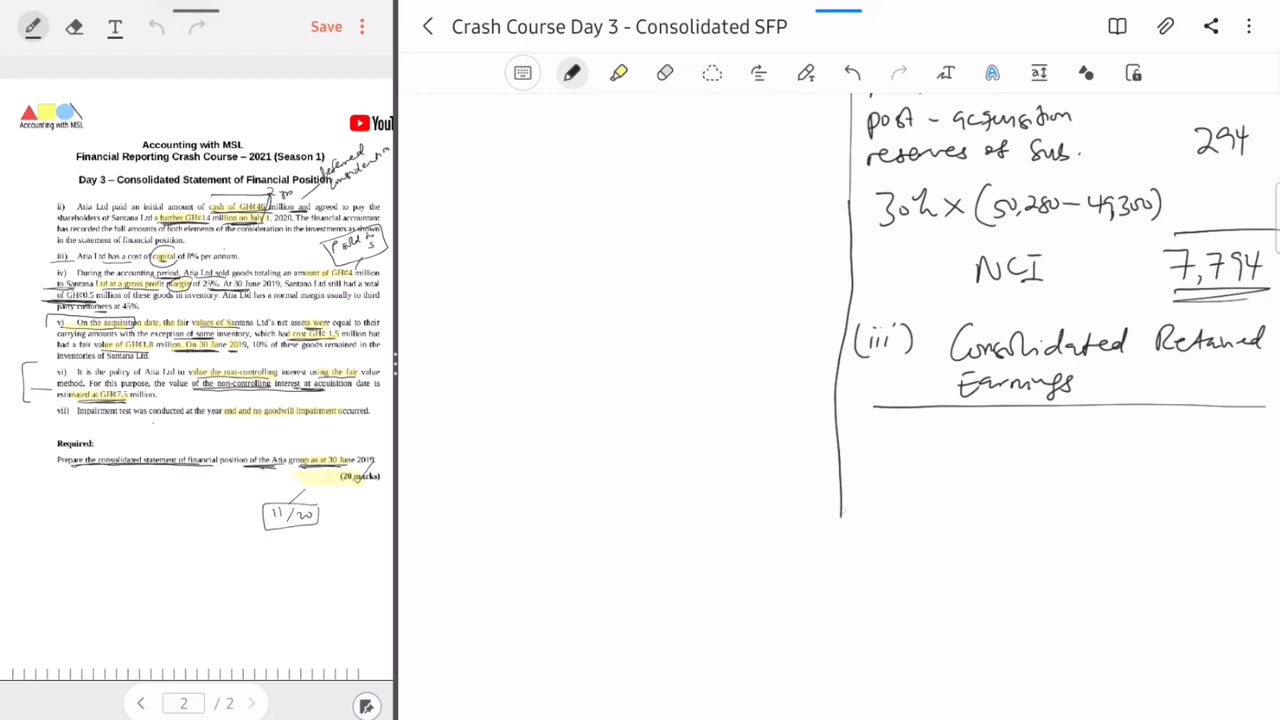 Save
Crash Course Day 3 - Consolidated SFP
Accounting with MSL
You
Accounting with MSL
Financial Reporting Crash Course – 2021 (Season 1)
Day 3 – Consolidated Statement of Financial Position
deferred consideration
ii) Atia Ltd paid an initial amount of cash of GH¢46 million and agreed to pay the
shareholders of Santana Ltd a further GH¢14 million on July 1, 2020. The financial accountant
has recorded the full amounts of both elements of the consideration in the investments as shown
in the statement of financial position.
P sold to S
iii) Atia Ltd has a cost of capital of 8% per annum.
iv) During the accounting period, Atia Ltd sold goods totaling an amount of GH¢4 million
to Santana Ltd at a gross profit margin of 25%. At 30 June 2019, Santana Ltd still had a total
of GH¢0.5 million of these goods in inventory. Atia Ltd has a normal margin usually to third
party customers at 45%.
v) On the acquisition date, the fair values of Santana Ltd's net assets were equal to their
carrying amounts with the exception of some inventory, which had cost GH¢ 1.5 million but
had a fair value of GH¢1.8 million. On 30 June 2019, 10% of these goods remained in the
inventories of Santana Ltd.
vi) It is the policy of Atia Ltd to value the non-controlling interest using the fair value
method. For this purpose, the value of the non-controlling interest at acquisition date is
estimated at GH¢7.5 million.
vii) Impairment test was conducted at the year end and no goodwill impairment occurred.
Required:
Prepare the consolidated statement of financial position of the Atia group as at 30 June 2019.
(20 marks)
11/20
2 / 2
post - acquisition
reserves of Sub. 294
30% × (50,280 – 49,300)
NCI 7,794
(iii) Consolidated Retained
Earnings